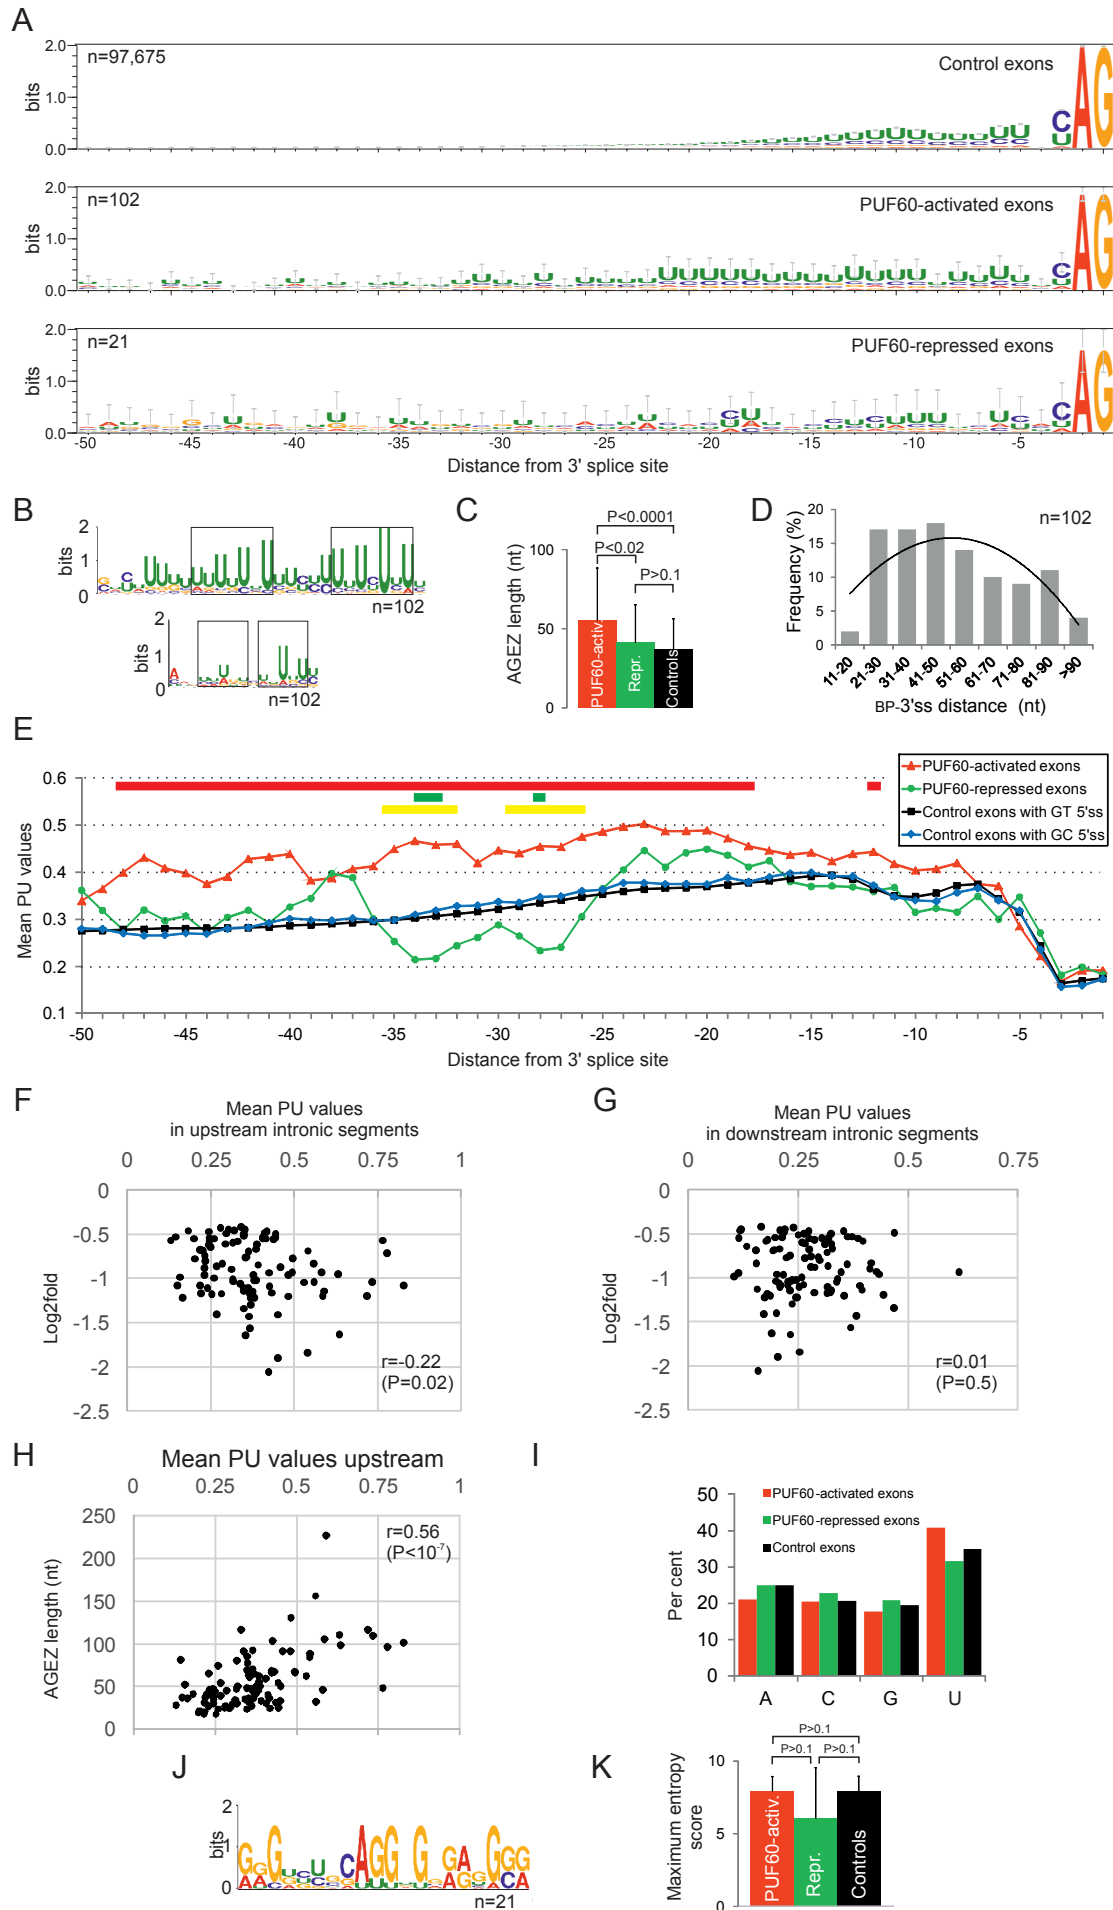 A
2.0
1.0
0.0
bits
n=97,675
Control exons
CAG
U
2.0
1.0
0.0
bits
n=102
PUF60-activated exons
CAG
2.0
1.0
0.0
bits
n=21
PUF60-repressed exons
CAG
-50 -45 -40 -35 -30 -25 -20 -15 -10 -5
Distance from 3' splice site
B
2
1
0
bits
n=102
2
1
0
bits
n=102
C
P<0.0001
P<0.02
P>0.1
100
50
0
AGEZ length (nt)
PUF60-activ.
Repr.
Controls
D
20
15
10
5
0
Frequency (%)
n=102
11-20 21-30 31-40 41-50 51-60 61-70 71-80 81-90 >90
BP-3'ss distance (nt)
E
0.6
0.5
0.4
0.3
0.2
0.1
Mean PU values
PUF60-activated exons
PUF60-repressed exons
Control exons with GT 5'ss
Control exons with GC 5'ss
-50 -45 -40 -35 -30 -25 -20 -15 -10 -5
Distance from 3' splice site
F
Mean PU values
in upstream intronic segments
0 0.25 0.5 0.75 1
0
-0.5
-1
-1.5
-2
-2.5
Log2fold
r=-0.22
(P=0.02)
G
Mean PU values
in downstream intronic segments
0 0.25 0.5 0.75
0
-0.5
-1
-1.5
-2
-2.5
Log2fold
r=0.01
(P=0.5)
H
Mean PU values upstream
0 0.25 0.5 0.75 1
250
200
150
100
50
0
AGEZ length (nt)
r=0.56
(P<10-7)
I
50
40
30
20
10
0
Per cent
PUF60-activated exons
PUF60-repressed exons
Control exons
A C G U
J
2
1
0
bits
n=21
K
P>0.1
P>0.1 P>0.1
10
5
0
Maximum entropy
score
PUF60-activ.
Repr.
Controls